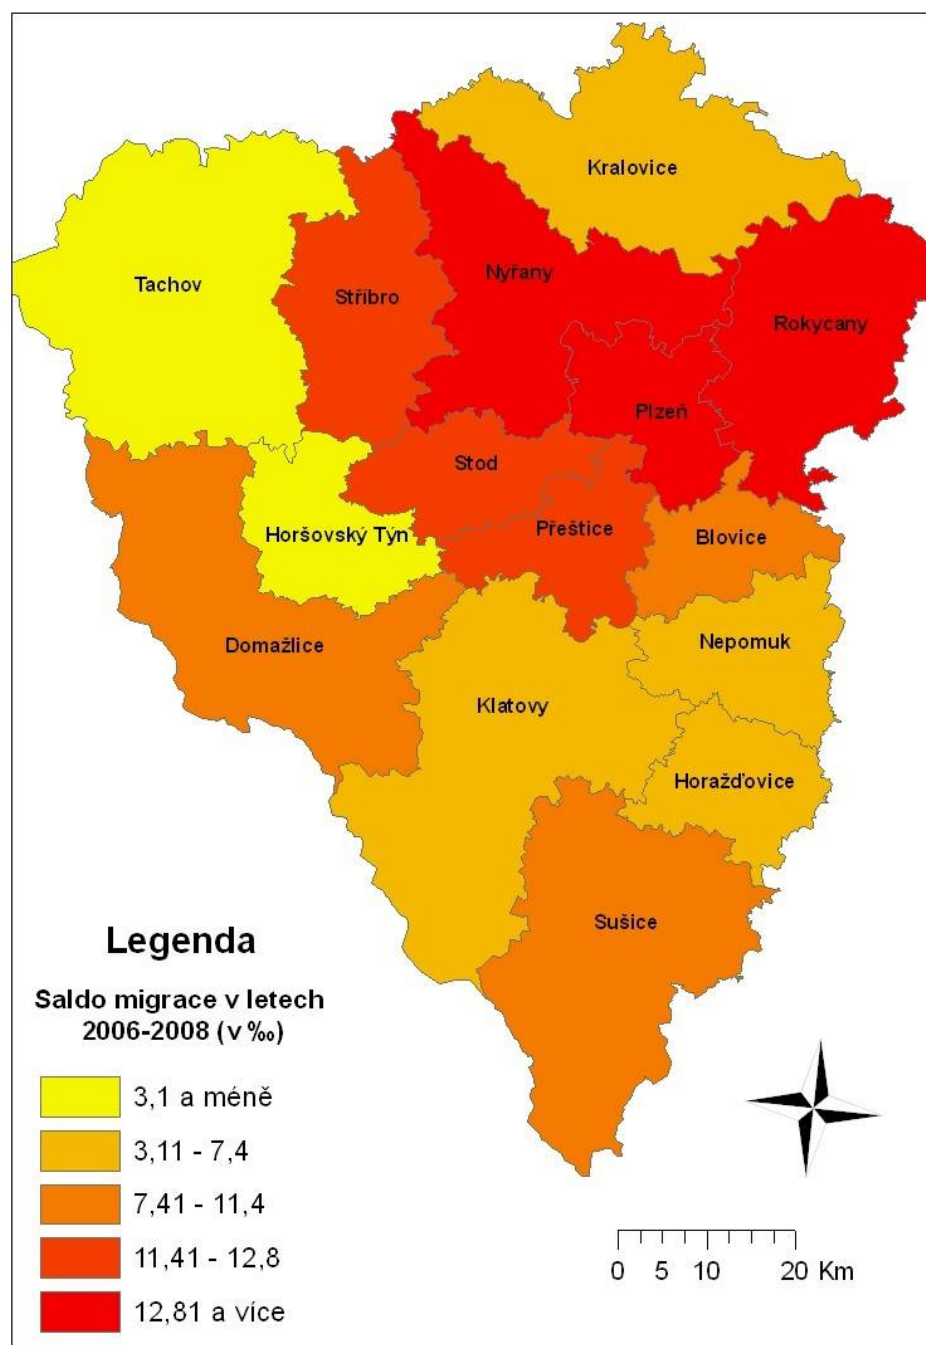 Kralovice
Tachov
Stříbro
Nýřany
Rokycany
Plzeň
Stod
Horšovský Týn
Přeštice
Blovice
Domažlice
Nepomuk
Klatovy
Horažďovice
Sušice
Legenda
Saldo migrace v letech
2006-2008 (v ‰)
3,1 a méně
3,11 - 7,4
7,41 - 11,4
11,41 - 12,8
12,81 a více
0 5 10 20 Km